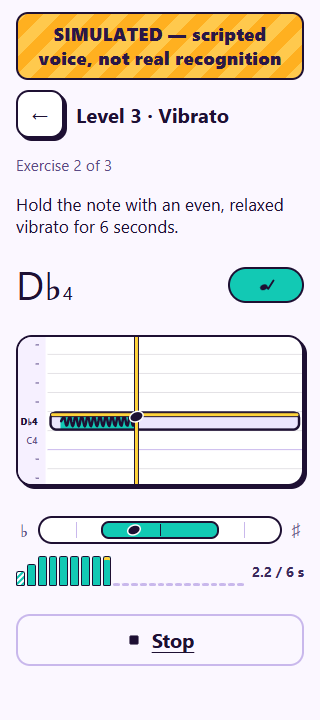 SIMULATED — scripted
voice, not real recognition
← Level 3 · Vibrato
Exercise 2 of 3
Hold the note with an even, relaxed
vibrato for 6 seconds.
D♭4
D♭4
C4
♭ ♯
2.2 / 6 s
Stop